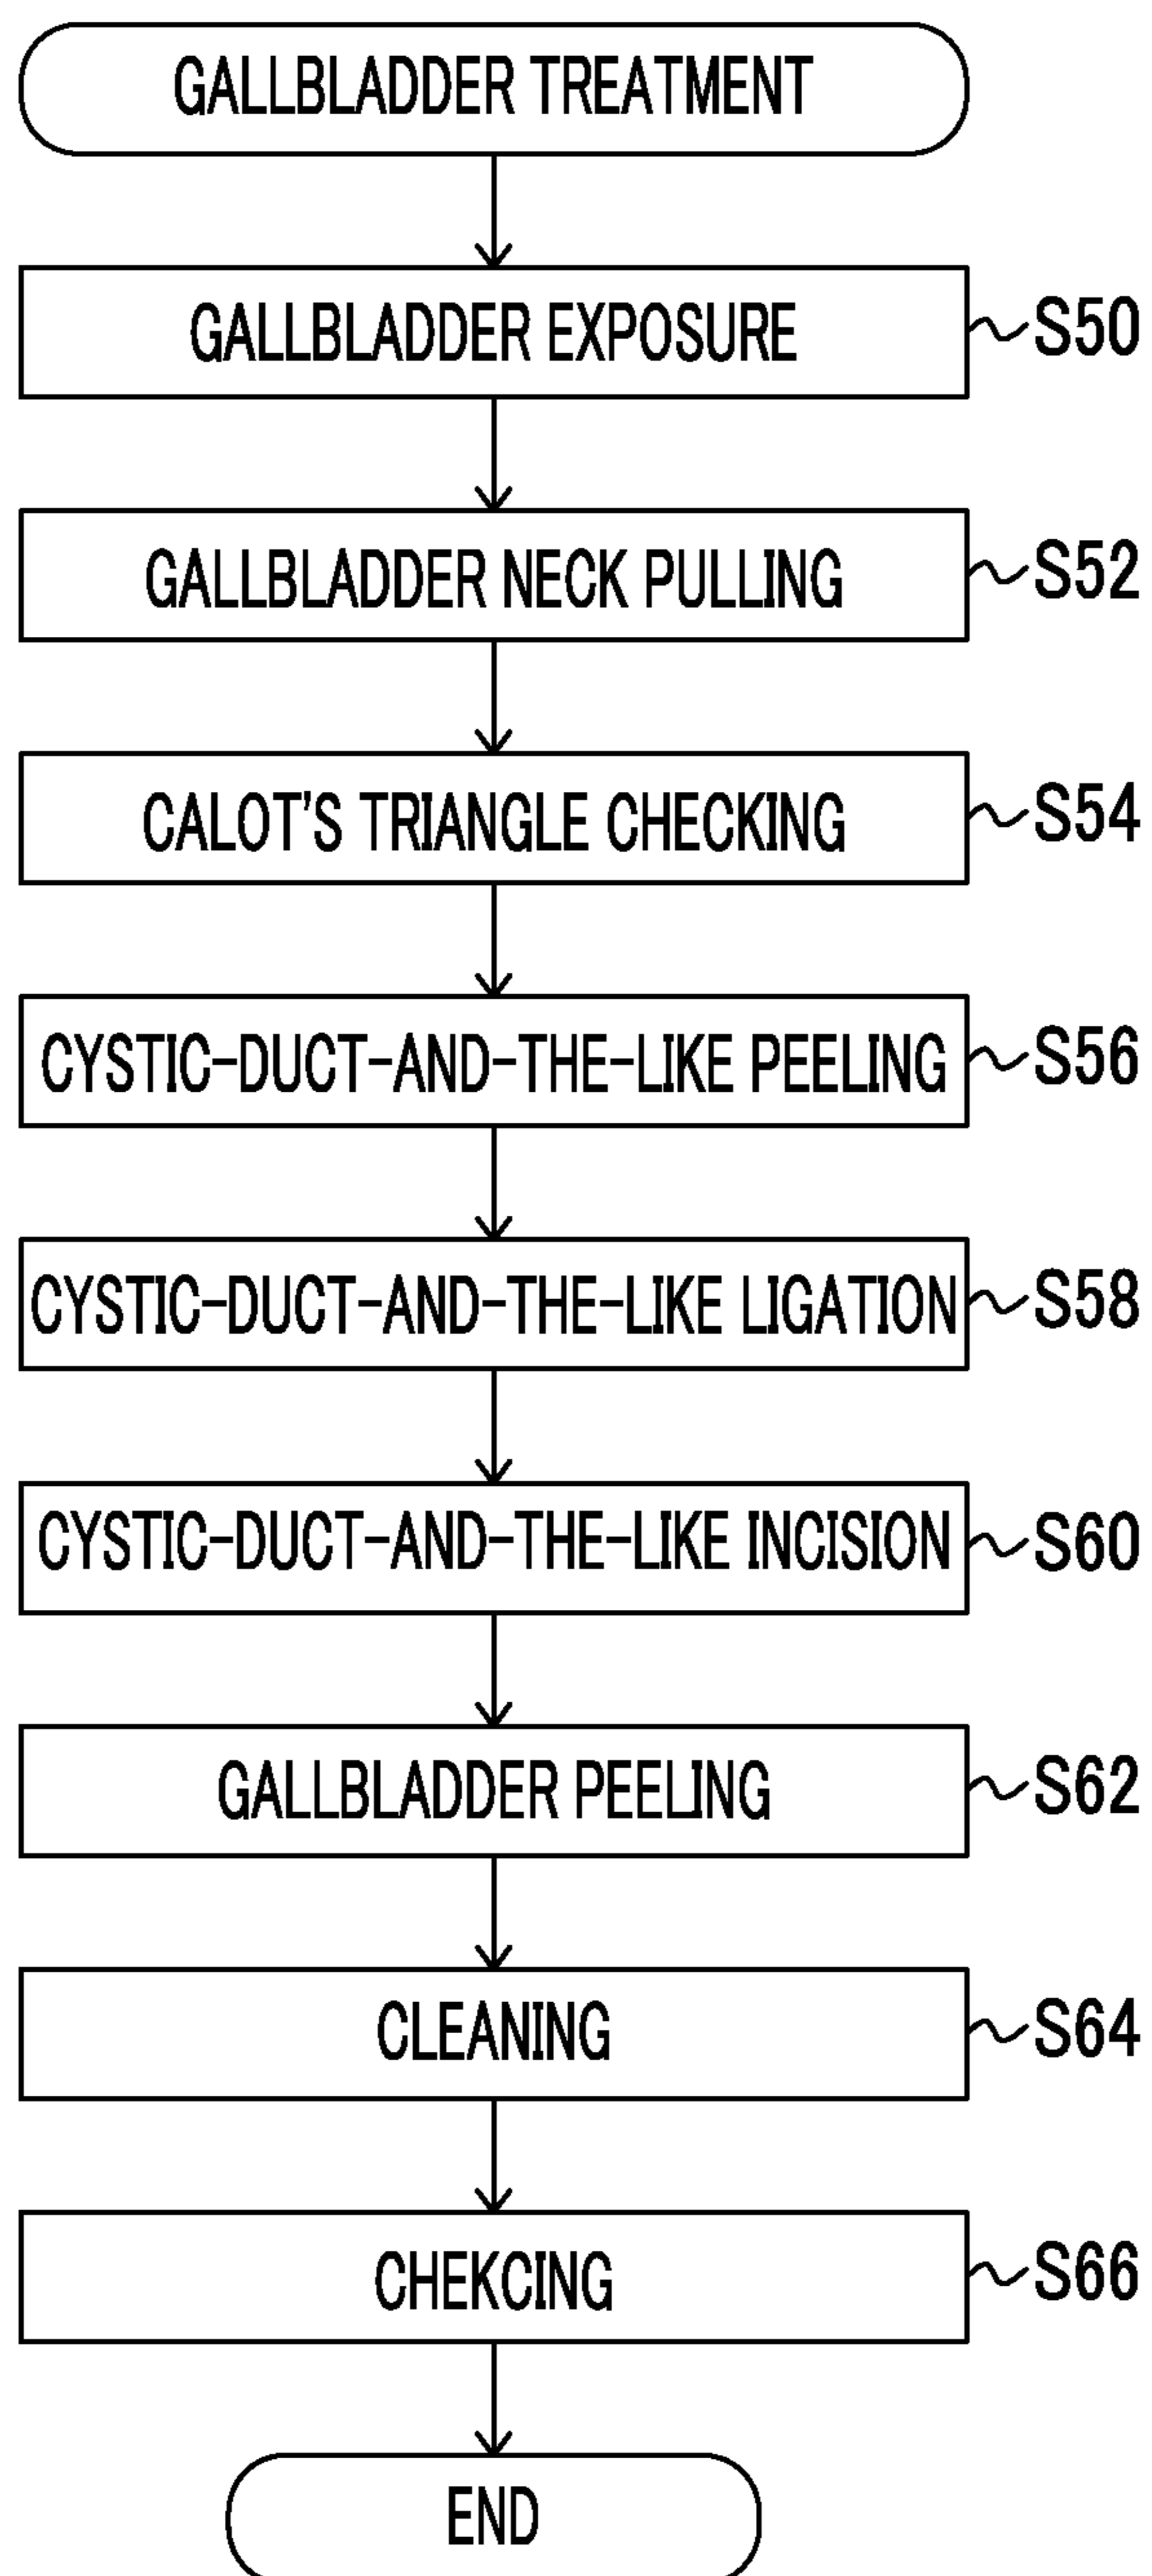 GALLBLADDER TREATMENT
GALLBLADDER EXPOSURE S50
GALLBLADDER NECK PULLING S52
CALOT'S TRIANGLE CHECKING S54
CYSTIC-DUCT-AND-THE-LIKE PEELING S56
CYSTIC-DUCT-AND-THE-LIKE LIGATION S58
CYSTIC-DUCT-AND-THE-LIKE INCISION S60
GALLBLADDER PEELING S62
CLEANING S64
CHEKCING S66
END